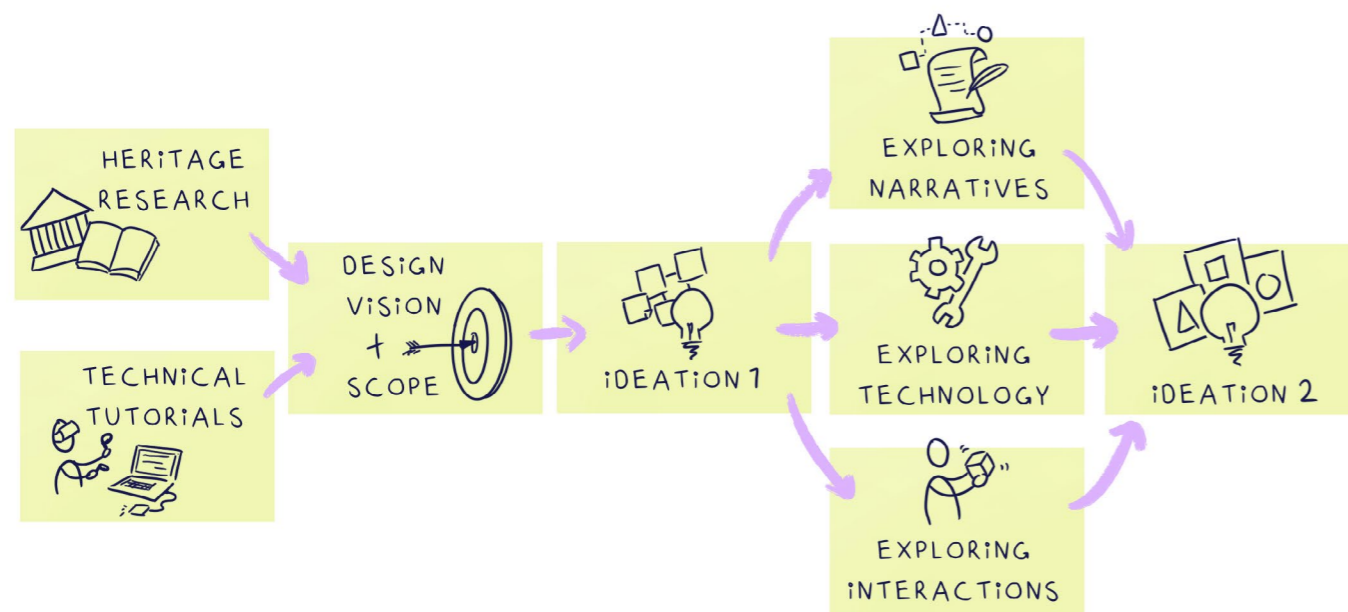 HERITAGE
RESEARCH
TECHNICAL
TUTORIALS
DESIGN
VISION
+
SCOPE
IDEATION 1
EXPLORING
NARRATIVES
EXPLORING
TECHNOLOGY
EXPLORING
INTERACTIONS
IDEATION 2